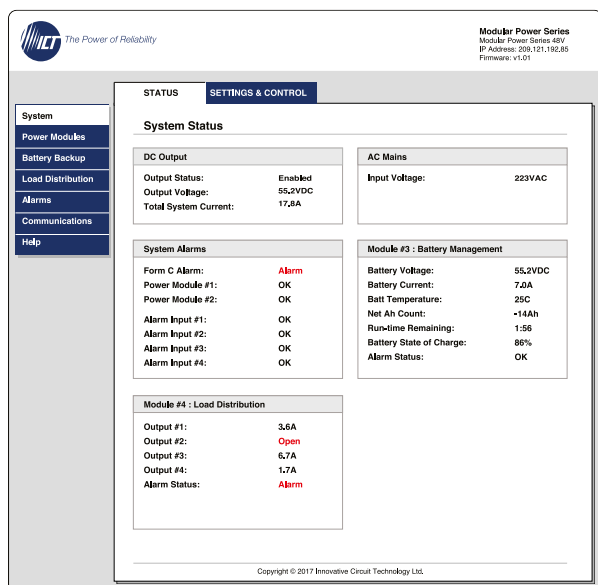 ICT The Power of Reliability
Modular Power Series
Modular Power Series 48V
IP Address: 209.121.192.85
Firmware: v1.01
STATUS SETTINGS & CONTROL
System
Power Modules
Battery Backup
Load Distribution
Alarms
Communications
Help
System Status
DC Output
Output Status: Enabled
Output Voltage: 55.2VDC
Total System Current: 17.8A
AC Mains
Input Voltage: 223VAC
System Alarms
Form C Alarm: Alarm
Power Module #1: OK
Power Module #2: OK
Alarm Input #1: OK
Alarm Input #2: OK
Alarm Input #3: OK
Alarm Input #4: OK
Module #3 : Battery Management
Battery Voltage: 55.2VDC
Battery Current: 7.0A
Batt Temperature: 25C
Net Ah Count: -14Ah
Run-time Remaining: 1:56
Battery State of Charge: 86%
Alarm Status: OK
Module #4 : Load Distribution
Output #1: 3.6A
Output #2: Open
Output #3: 6.7A
Output #4: 1.7A
Alarm Status: Alarm
Copyright © 2017 Innovative Circuit Technology Ltd.